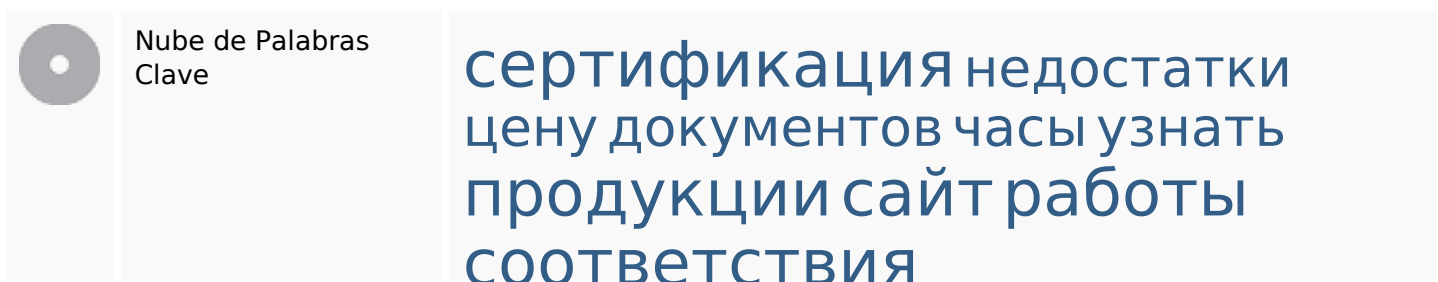 Nube de Palabras
Clave
сертификация недостатки
цену документов часы узнать
продукции сайт работы
соответствия